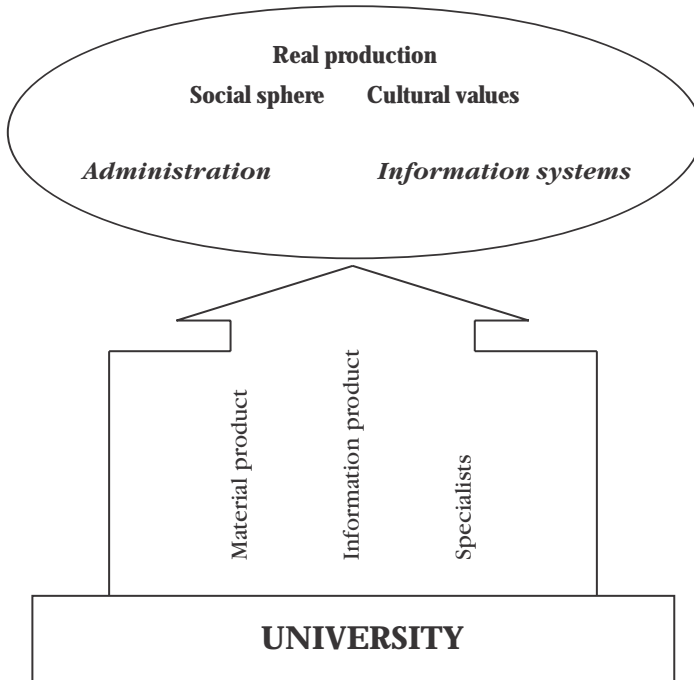 Real production
Social sphere Cultural values
Administration Information systems
Material product
Information product
Specialists
UNIVERSITY